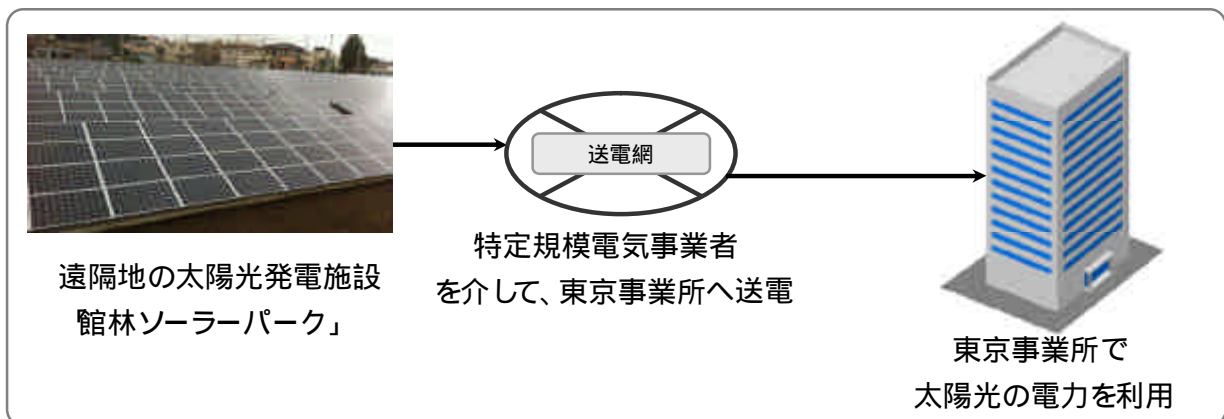 遠隔地の太陽光発電施設
「館林ソーラーパーク」
送電網
特定規模電気事業者
を介して、東京事業所へ送電
東京事業所で
太陽光の電力を利用